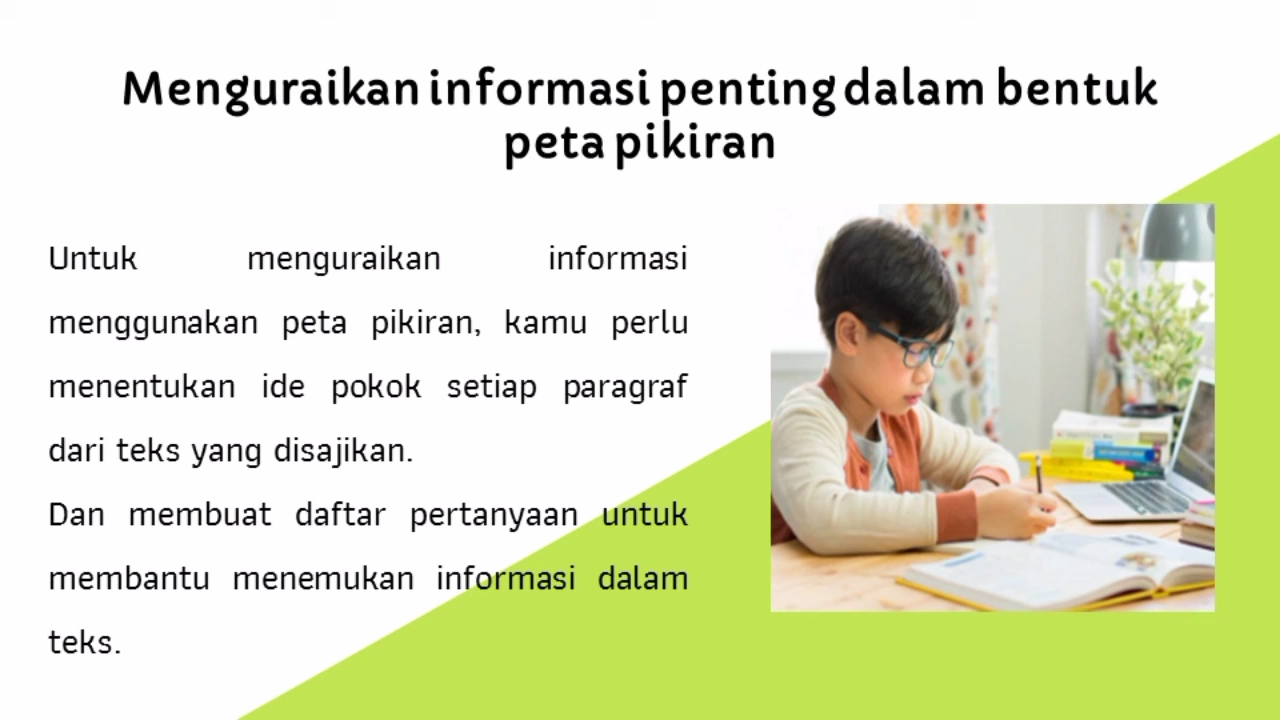 Menguraikan informasi penting dalam bentuk
peta pikiran
Untuk menguraikan informasi
menggunakan peta pikiran, kamu perlu
menentukan ide pokok setiap paragraf
dari teks yang disajikan.
Dan membuat daftar pertanyaan untuk
membantu menemukan informasi dalam
teks.